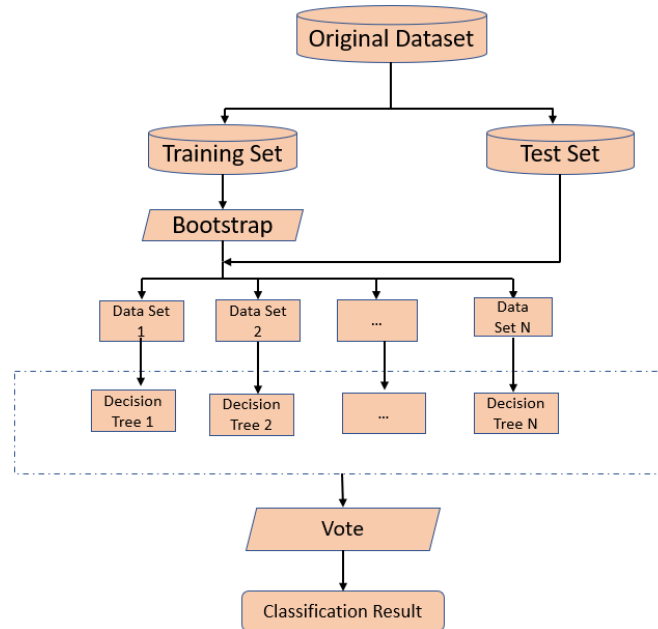 Original Dataset
Training Set
Test Set
Bootstrap
Data Set
1
Data Set
2
...
Data
Set N
Decision
Tree 1
Decision
Tree 2
...
Decision
Tree N
Vote
Classification Result